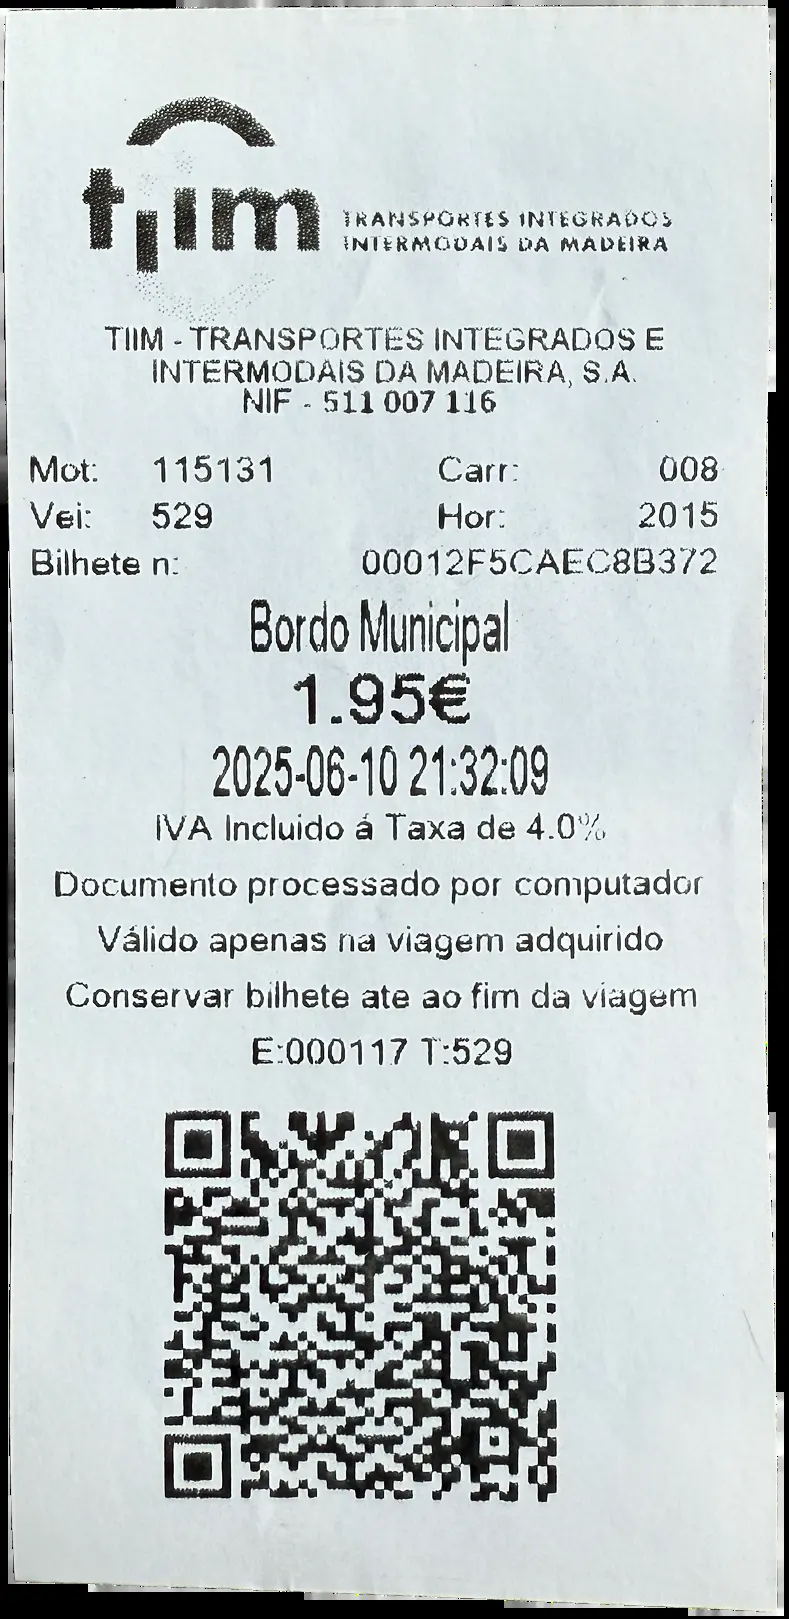 tiim TRANSPORTES INTEGRADOS
INTERMODAIS DA MADEIRA
TIIM - TRANSPORTES INTEGRADOS E
INTERMODAIS DA MADEIRA, S.A.
NIF - 511 007 116
Mot: 115131 Carr: 008
Vei: 529 Hor: 2015
Bilhete n: 00012F5CAEC8B372
Bordo Municipal
1.95€
2025-06-10 21:32:09
IVA Incluido á Taxa de 4.0%
Documento processado por computador
Válido apenas na viagem adquirido
Conservar bilhete ate ao fim da viagem
E:000117 T:529